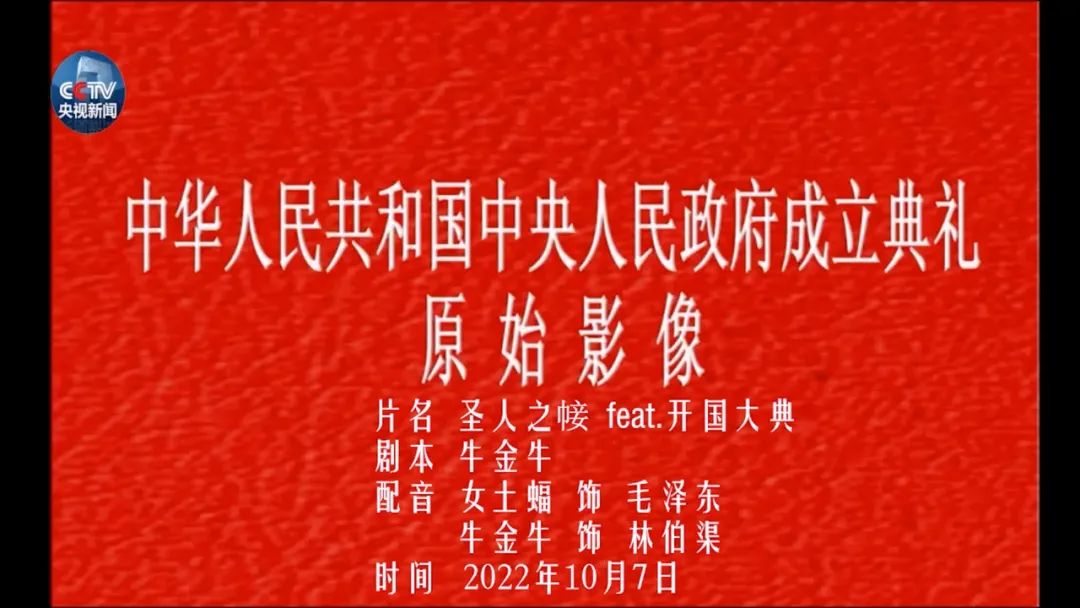 CCTV
央视新闻
中华人民共和国中央人民政府成立典礼
原始影像
片名 圣人之帹 feat.开国大典
剧本 牛金牛
配音 女土蝠 饰 毛泽东
牛金牛 饰 林伯渠
时间 2022年10月7日